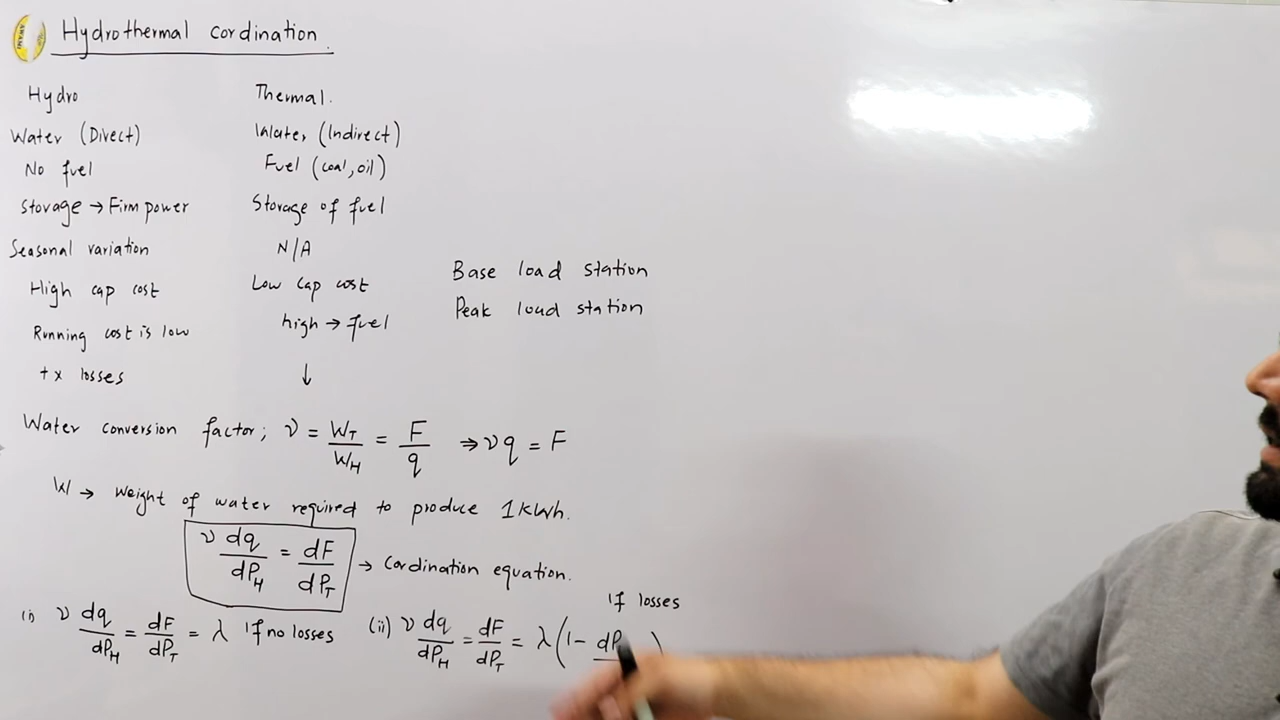 Hydrothermal cordination.
Hydro Thermal.
Water (Direct) Water (Indirect)
No fuel Fuel (coal, oil)
Storage → Firm power Storage of fuel
Seasonal variation N/A
High cap cost Low cap cost
Base load station
Running cost is low high → fuel
Peak load station
tx losses ↓
Water conversion factor; ν = W_T/W_H = F/q ⇒ νq = F
W → Weight of water required to produce 1kWh.
ν dq/dP_H = dF/dP_T → Cordination equation.
(i) ν dq/dP_H = dF/dP_T = λ If no losses
(ii) ν dq/dP_H = dF/dP_T = λ(1 - dP
If losses